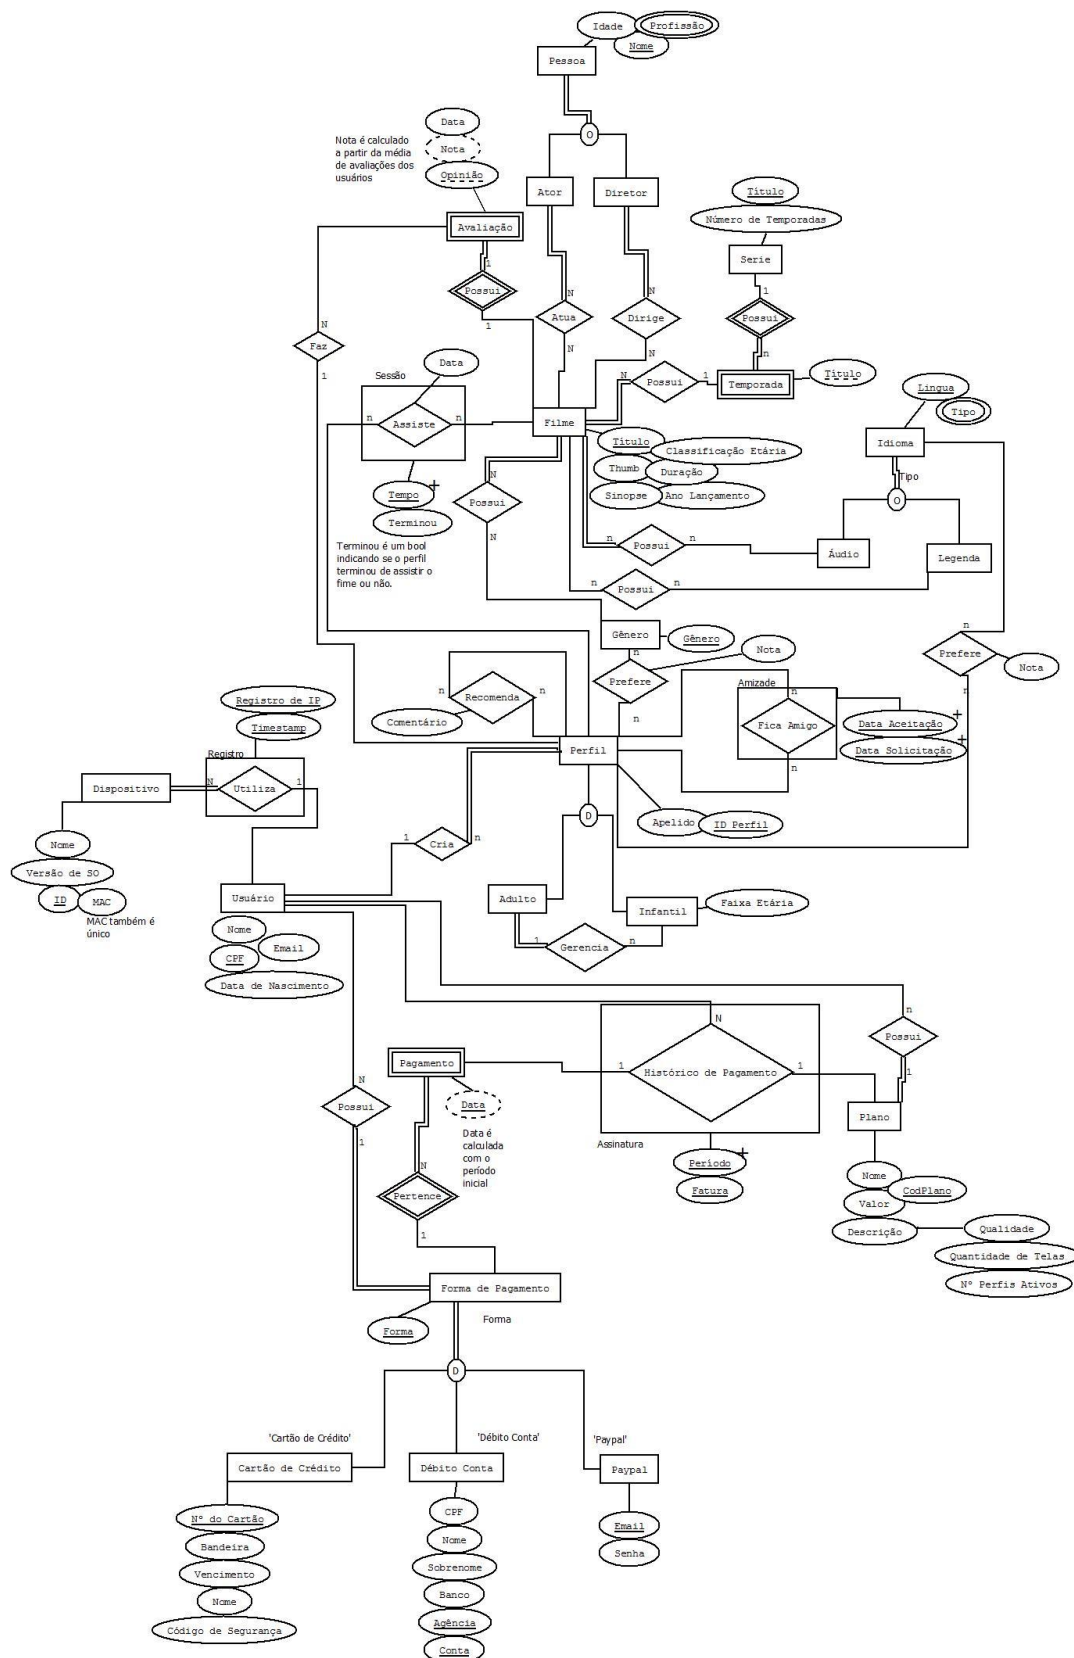 Idade
Profissão
Nome
Pessoa
O
Data
Nota
Opinião
Nota é calculado
a partir da média
de avaliações dos
usuários
Ator
Diretor
Título
Número de Temporadas
Serie
Avaliação
1
Possui
1
N
Atua
N
N
Dirige
N
1
Possui
n
N
Faz
1
Data
Sessão
n
Assiste
n
N
Possui
1
Temporada
Título
Filme
Língua
Tipo
Idioma
Tipo
O
Áudio
Legenda
Título
Classificação Etária
Thumb
Duração
Sinopse
Ano Lançamento
Tempo
+
Terminou
Terminou é um bool
indicando se o perfil
terminou de assistir o
fime ou não.
N
Possui
N
n
Possui
n
n
Possui
n
Gênero
Gênero
n
Prefere
n
Nota
n
Prefere
n
Nota
n
Recomenda
n
Comentário
Amizade
n
Fica Amigo
n
Data Aceitação
+
Data Solicitação
+
Registro de IP
Timestamp
Registro
Dispositivo
N
Utiliza
1
Perfil
Apelido
ID Perfil
D
Nome
Versão de SO
ID
MAC
MAC também é
único
1
Cria
n
Usuário
Nome
Email
CPF
Data de Nascimento
Adulto
Infantil
Faixa Etária
1
Gerencia
n
n
Possui
1
Pagamento
Data
Data é
calculada
com o
período
inicial
N
1
Histórico de Pagamento
1
Assinatura
Período
+
Fatura
Plano
Nome
CodPlano
Valor
Descrição
Qualidade
Quantidade de Telas
Nº Perfis Ativos
N
Possui
1
N
Pertence
1
Forma de Pagamento
Forma
Forma
D
'Cartão de Crédito'
'Débito Conta'
'Paypal'
Cartão de Crédito
Débito Conta
Paypal
Nº do Cartão
Bandeira
Vencimento
Nome
Código de Segurança
CPF
Nome
Sobrenome
Banco
Agência
Conta
Email
Senha